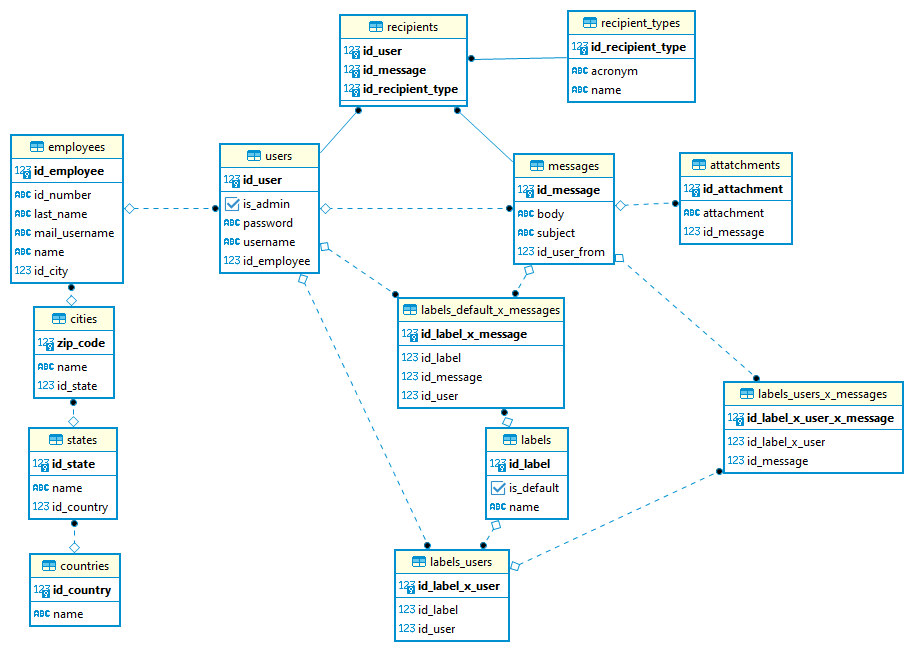 recipients
123 id_user
123 id_message
123 id_recipient_type
recipient_types
123 id_recipient_type
ABC acronym
ABC name
employees
123 id_employee
ABC id_number
ABC last_name
ABC mail_username
ABC name
123 id_city
users
123 id_user
is_admin
ABC password
ABC username
123 id_employee
messages
123 id_message
ABC body
ABC subject
123 id_user_from
attatchments
123 id_attachment
ABC attachment
123 id_message
cities
123 zip_code
ABC name
123 id_state
labels_default_x_messages
123 id_label_x_message
123 id_label
123 id_message
123 id_user
labels_users_x_messages
123 id_label_x_user_x_message
123 id_label_x_user
123 id_message
states
123 id_state
ABC name
123 id_country
labels
123 id_label
is_default
ABC name
countries
123 id_country
ABC name
labels_users
123 id_label_x_user
123 id_label
123 id_user